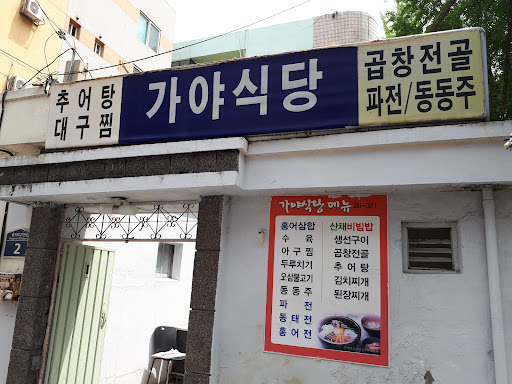 추어탕
대구찜
가야식당
곱창전골
파전/동동주
가야식당 메뉴
홍어삼합
수육
아구찜
두루치기
오삼불고기
동동주
파전
동태전
홍어전
산채비빔밥
생선구이
곱창전골
추어탕
김치찌개
된장찌개
2